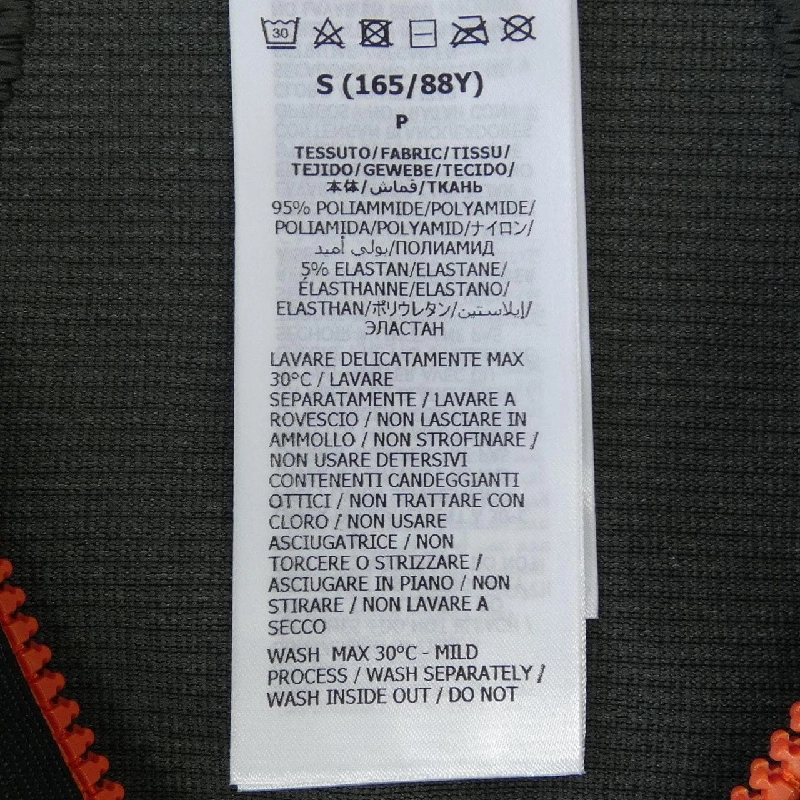 30
S (165/88Y)
P
TESSUTO/FABRIC/TISSU/
TEJIDO/GEWEBE/TECIDO/
本体/قماش/ТКАНЬ
95% POLIAMMIDE/POLYAMIDE/
POLIAMIDA/POLYAMID/ナイロン/
بولي أميد/ПОЛИАМИД
5% ELASTAN/ELASTANE/
ÉLASTHANNE/ELASTANO/
ELASTHAN/ポリウレタン/إيلاستين/
ЭЛАСТАН
LAVARE DELICATAMENTE MAX
30°C / LAVARE
SEPARATAMENTE / LAVARE A
ROVESCIO / NON LASCIARE IN
AMMOLLO / NON STROFINARE /
NON USARE DETERSIVI
CONTENENTI CANDEGGIANTI
OTTICI / NON TRATTARE CON
CLORO / NON USARE
ASCIUGATRICE / NON
TORCERE O STRIZZARE /
ASCIUGARE IN PIANO / NON
STIRARE / NON LAVARE A
SECCO
WASH MAX 30°C - MILD
PROCESS / WASH SEPARATELY /
WASH INSIDE OUT / DO NOT